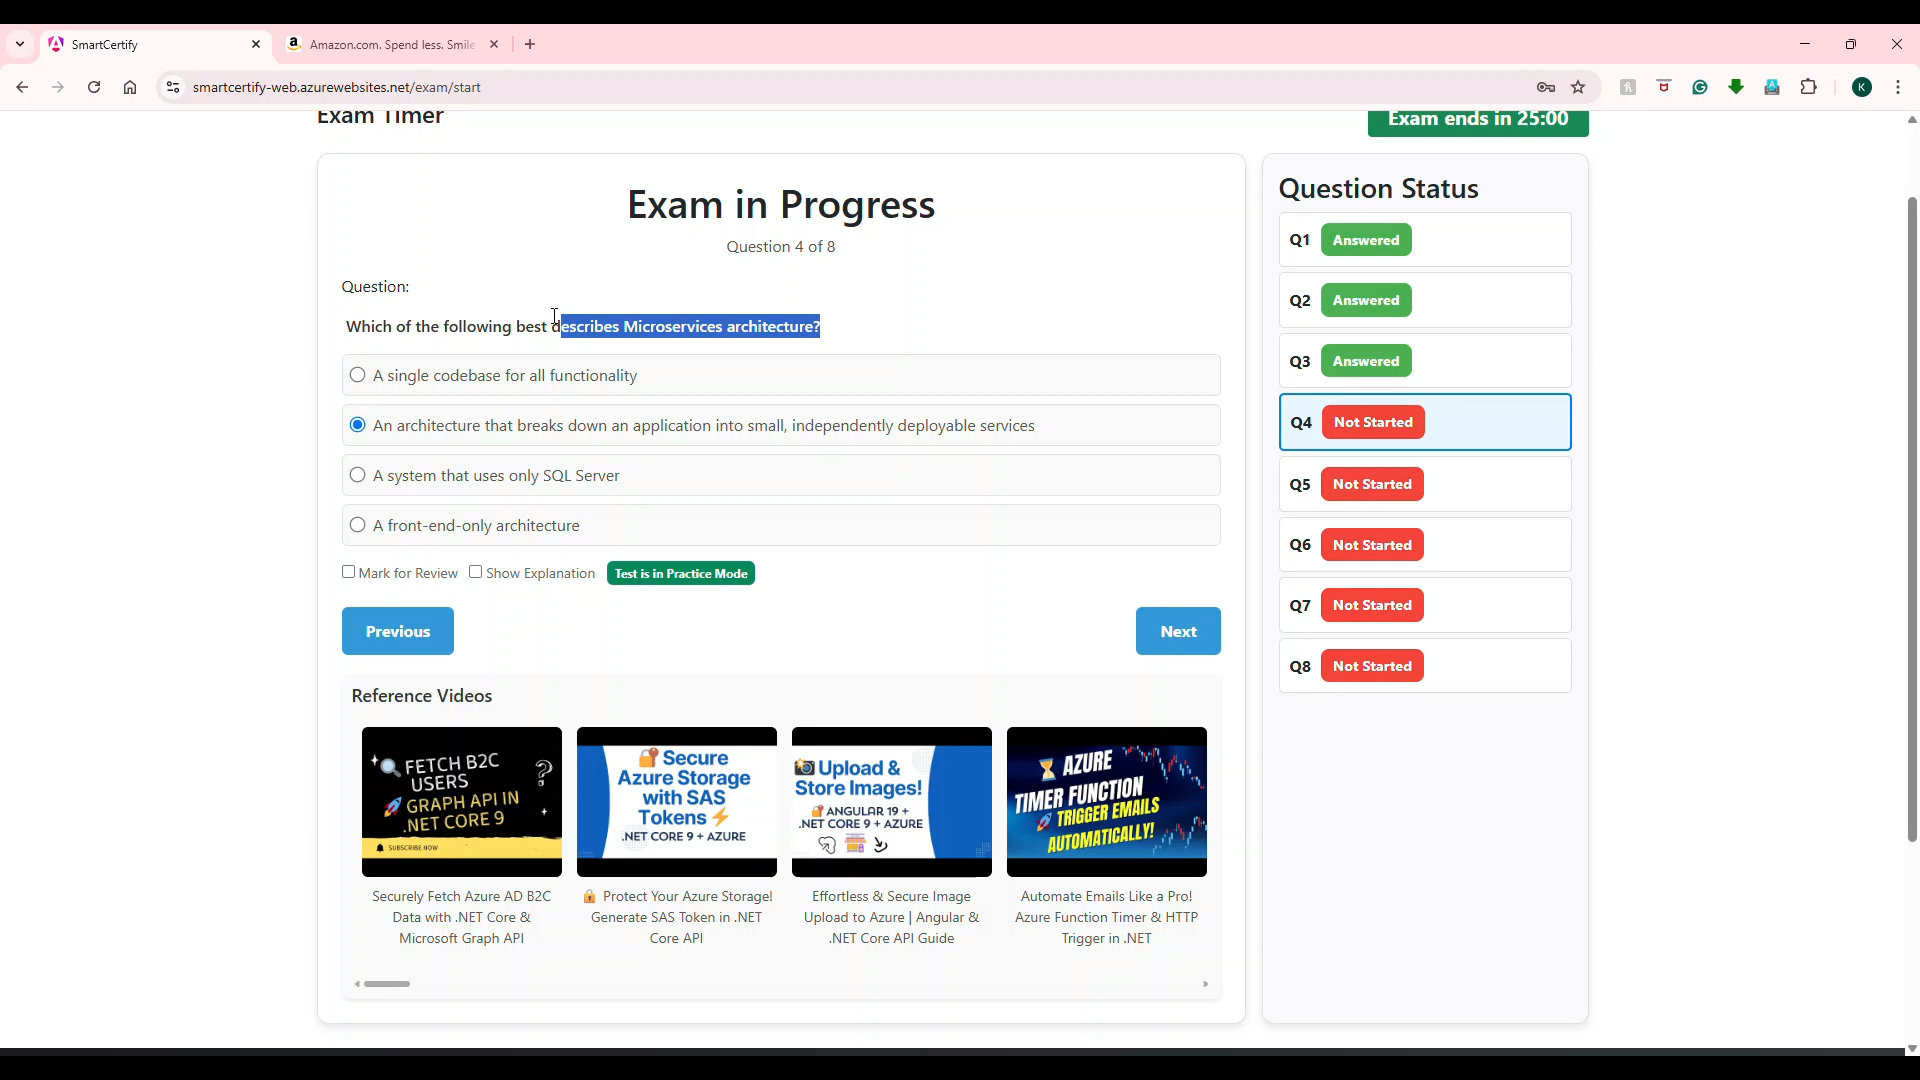 SmartCertify
Amazon.com. Spend less. Smile
smartcertify-web.azurewebsites.net/exam/start
K
Exam Timer
Exam ends in 25:00
Exam in Progress
Question 4 of 8
Question:
Which of the following best describes Microservices architecture?
A single codebase for all functionality
An architecture that breaks down an application into small, independently deployable services
A system that uses only SQL Server
A front-end-only architecture
Mark for Review
Show Explanation
Test is in Practice Mode
Previous
Next
Question Status
Q1 Answered
Q2 Answered
Q3 Answered
Q4 Not Started
Q5 Not Started
Q6 Not Started
Q7 Not Started
Q8 Not Started
Reference Videos
FETCH B2C
USERS
GRAPH API IN
.NET CORE 9
SUBSCRIBE NOW
Securely Fetch Azure AD B2C
Data with .NET Core &
Microsoft Graph API
Secure
Azure Storage
with SAS
Tokens
.NET CORE 9 + AZURE
🔒 Protect Your Azure Storage!
Generate SAS Token in .NET
Core API
Upload &
Store Images!
ANGULAR 19 +
.NET CORE 9 + AZURE
Effortless & Secure Image
Upload to Azure | Angular &
.NET Core API Guide
AZURE
TIMER FUNCTION
TRIGGER EMAILS
AUTOMATICALLY!
Automate Emails Like a Pro!
Azure Function Timer & HTTP
Trigger in .NET